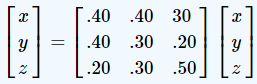 x .40 .40 30 x
y = .40 .30 .20 y
z .20 .30 .50 z